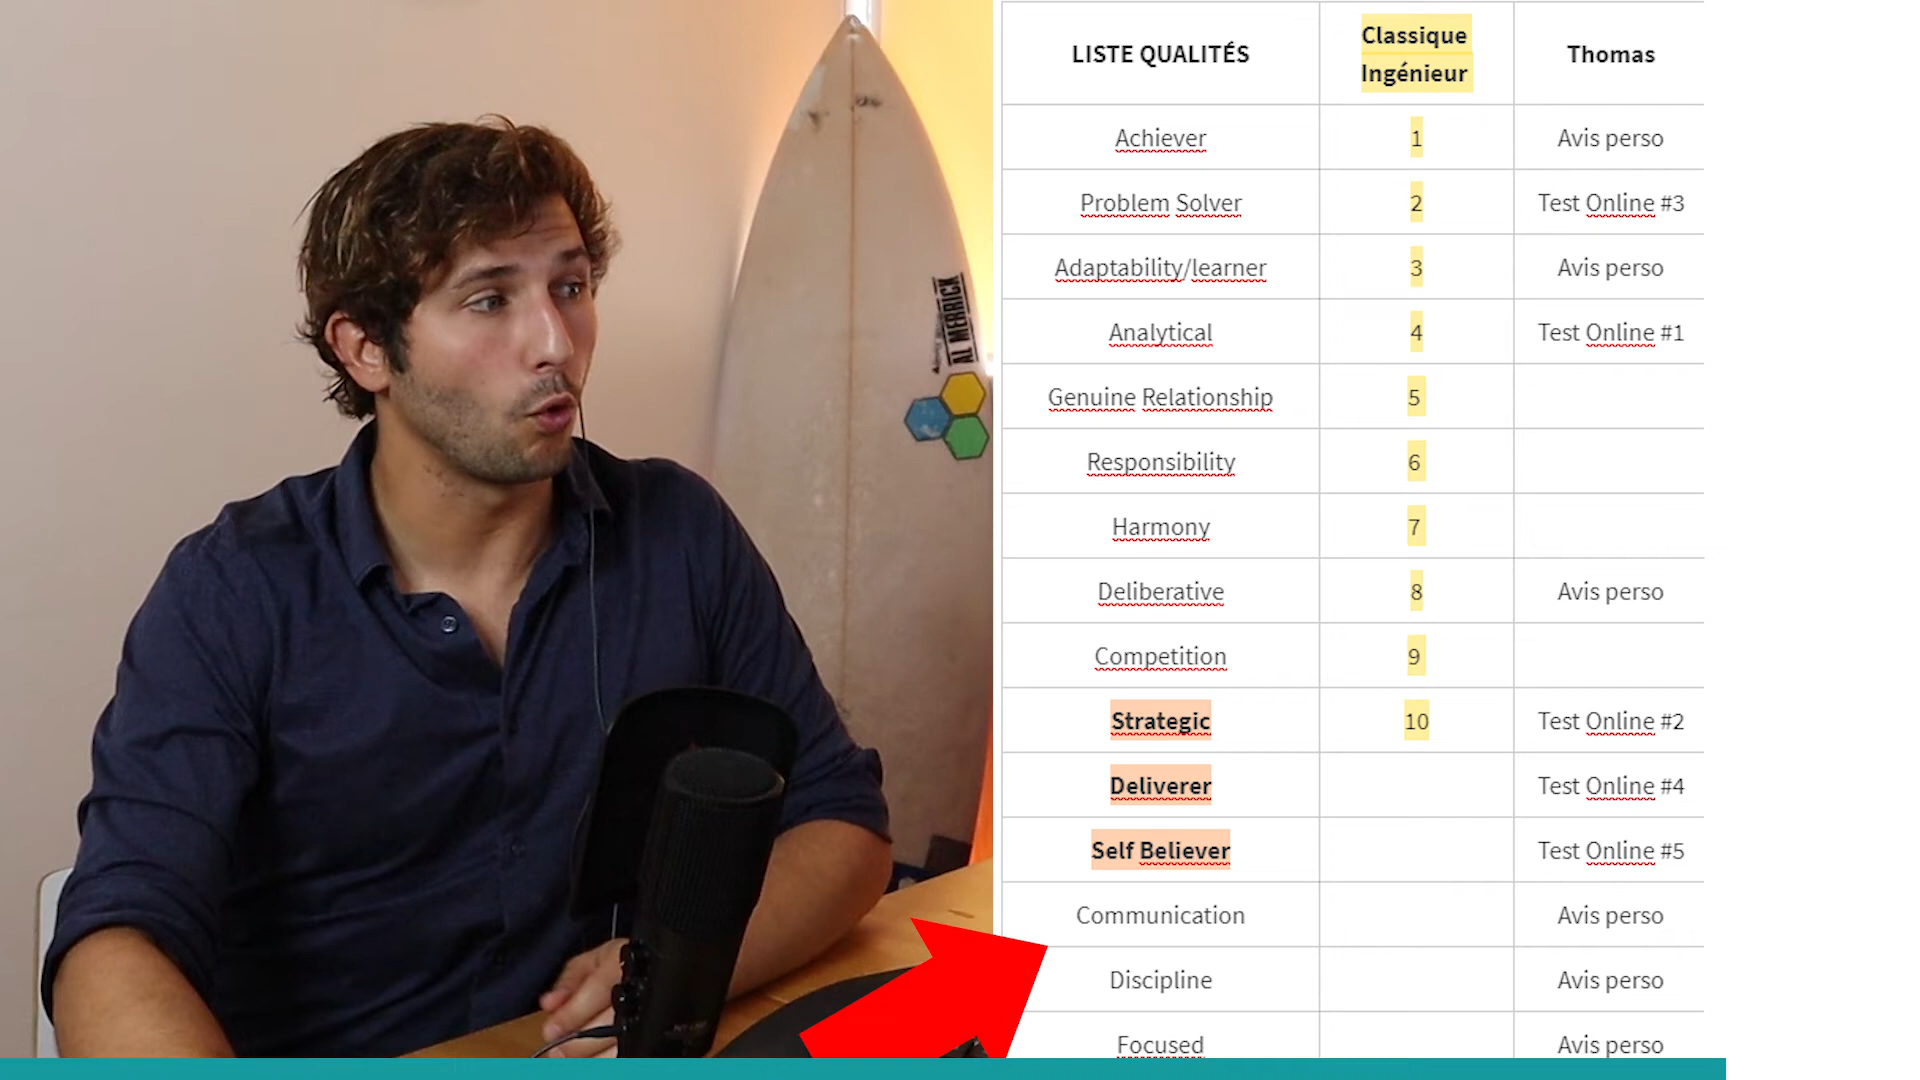 LISTE QUALITÉS Classique Ingénieur Thomas
Achiever 1 Avis perso
Problem Solver 2 Test Online #3
Adaptability/learner 3 Avis perso
Analytical 4 Test Online #1
Genuine Relationship 5
Responsibility 6
Harmony 7
Deliberative 8 Avis perso
Competition 9
Strategic 10 Test Online #2
Deliverer Test Online #4
Self Believer Test Online #5
Communication Avis perso
Discipline Avis perso
Focused Avis perso
AL MERRICK